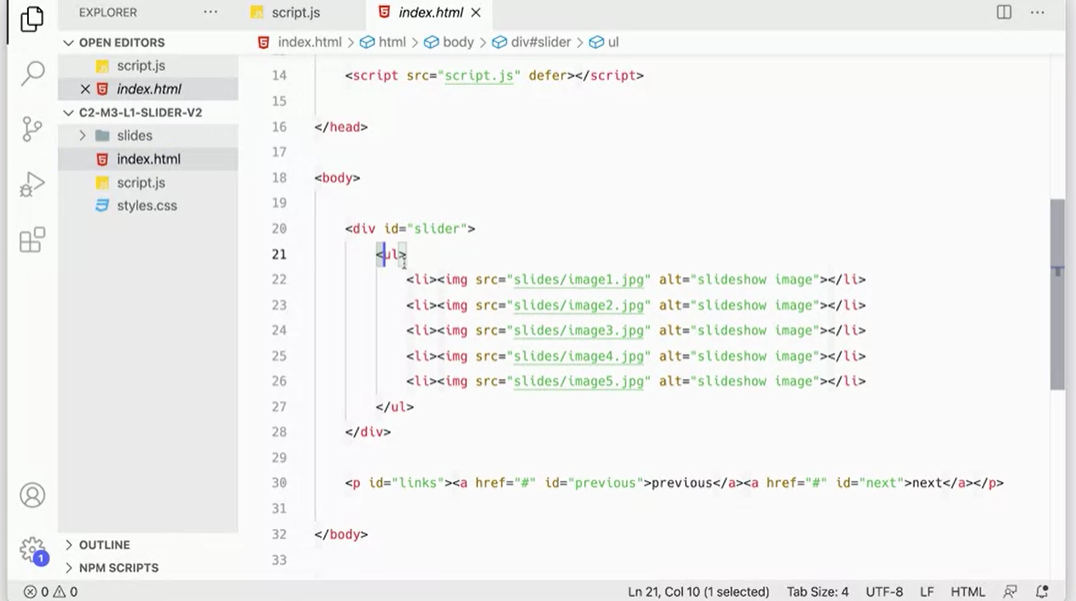 EXPLORER
script.js
index.html
OPEN EDITORS
index.html > html > body > div#slider > ul
script.js
index.html
C2-M3-L1-SLIDER-V2
slides
index.html
script.js
styles.css
14 <script src="script.js" defer></script>
15
16 </head>
17
18 <body>
19
20 <div id="slider">
21 <ul>
22 <li><img src="slides/image1.jpg" alt="slideshow image"></li>
23 <li><img src="slides/image2.jpg" alt="slideshow image"></li>
24 <li><img src="slides/image3.jpg" alt="slideshow image"></li>
25 <li><img src="slides/image4.jpg" alt="slideshow image"></li>
26 <li><img src="slides/image5.jpg" alt="slideshow image"></li>
27 </ul>
28 </div>
29
30 <p id="links"><a href="#" id="previous">previous</a><a href="#" id="next">next</a></p>
31
32 </body>
33
1
OUTLINE
NPM SCRIPTS
0 0
Ln 21, Col 10 (1 selected) Tab Size: 4 UTF-8 LF HTML